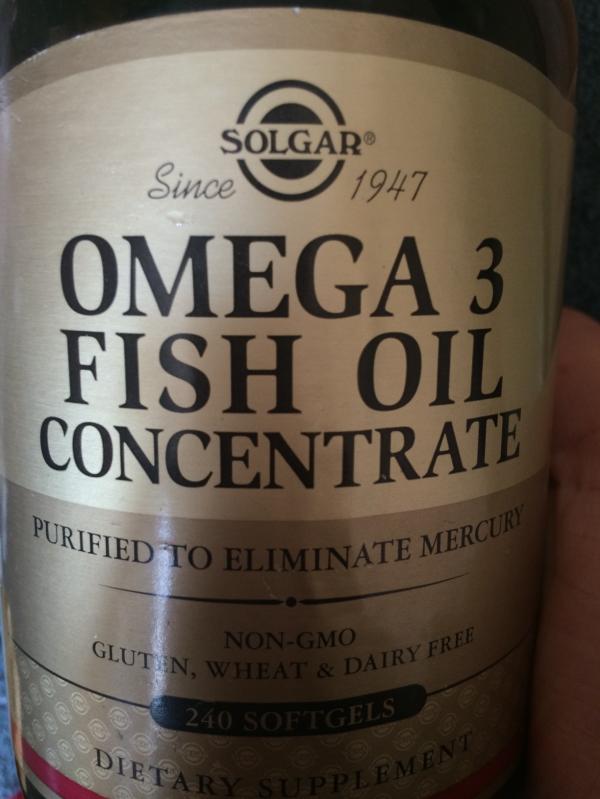 SOLGAR®
Since 1947
OMEGA 3
FISH OIL
CONCENTRATE
PURIFIED TO ELIMINATE MERCURY
NON-GMO
GLUTEN, WHEAT & DAIRY FREE
240 SOFTGELS
DIETARY SUPPLEMENT